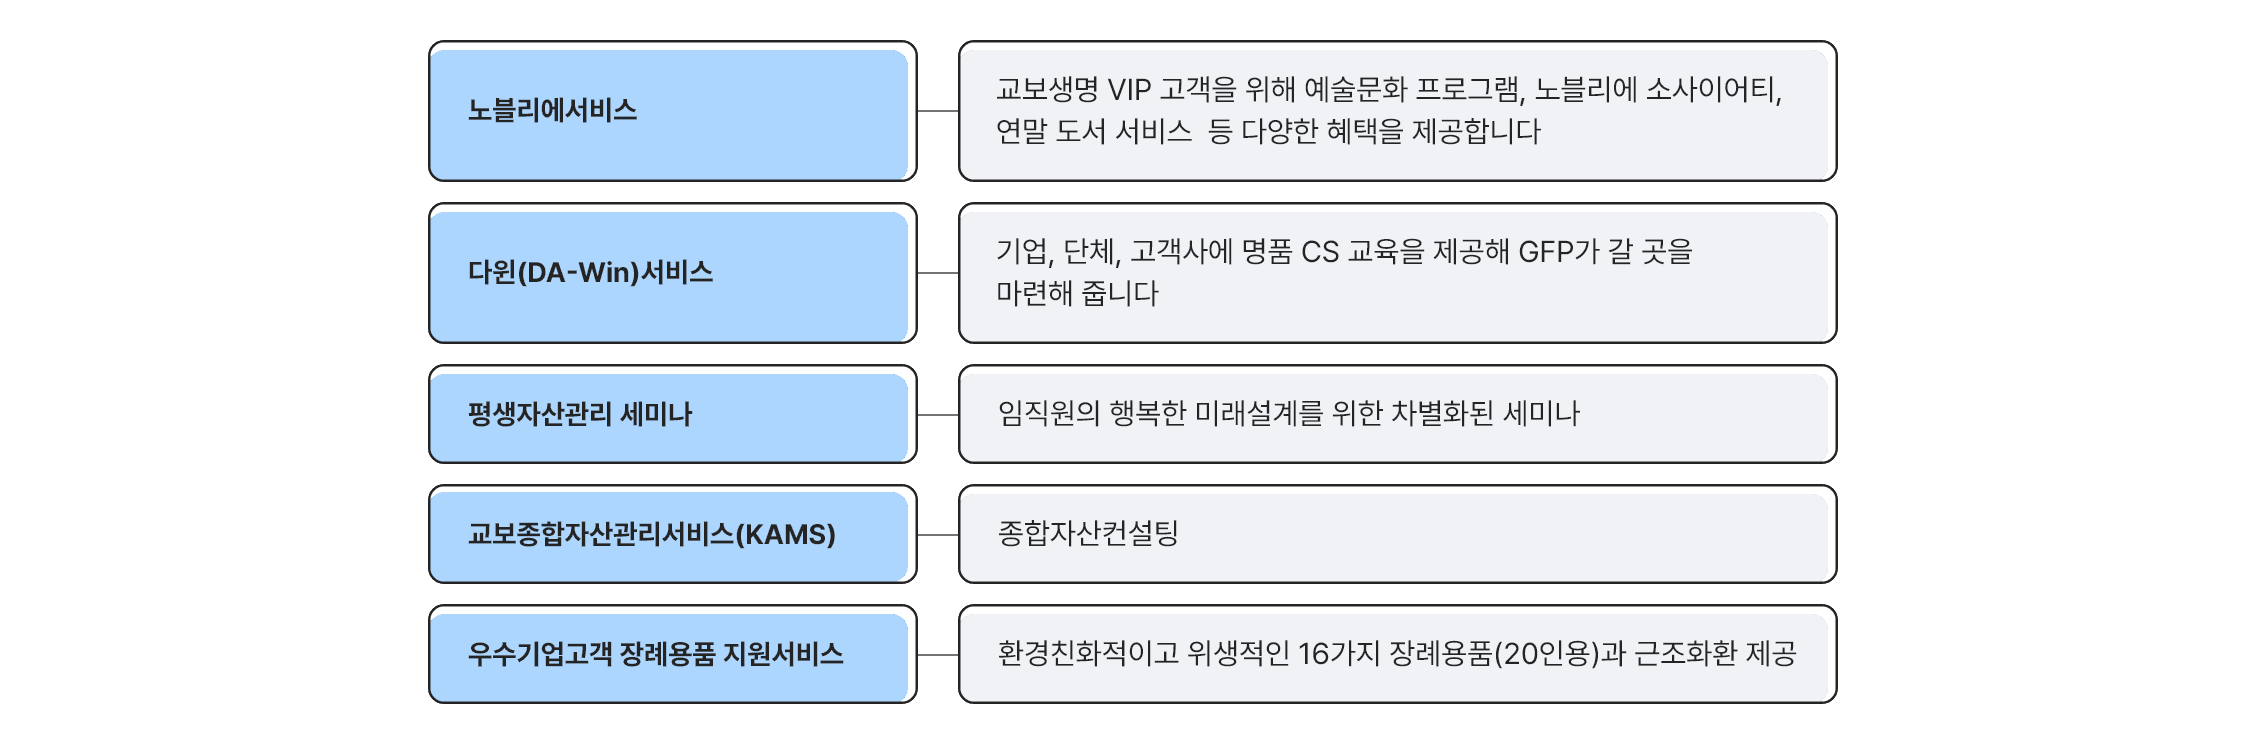 노블리에서비스
교보생명 VIP 고객을 위해 예술문화 프로그램, 노블리에 소사이어티,
연말 도서 서비스  등 다양한 혜택을 제공합니다
다윈(DA-Win)서비스
기업, 단체, 고객사에 명품 CS 교육을 제공해 GFP가 갈 곳을
마련해 줍니다
평생자산관리 세미나
임직원의 행복한 미래설계를 위한 차별화된 세미나
교보종합자산관리서비스(KAMS)
종합자산컨설팅
우수기업고객 장례용품 지원서비스
환경친화적이고 위생적인 16가지 장례용품(20인용)과 근조화환 제공